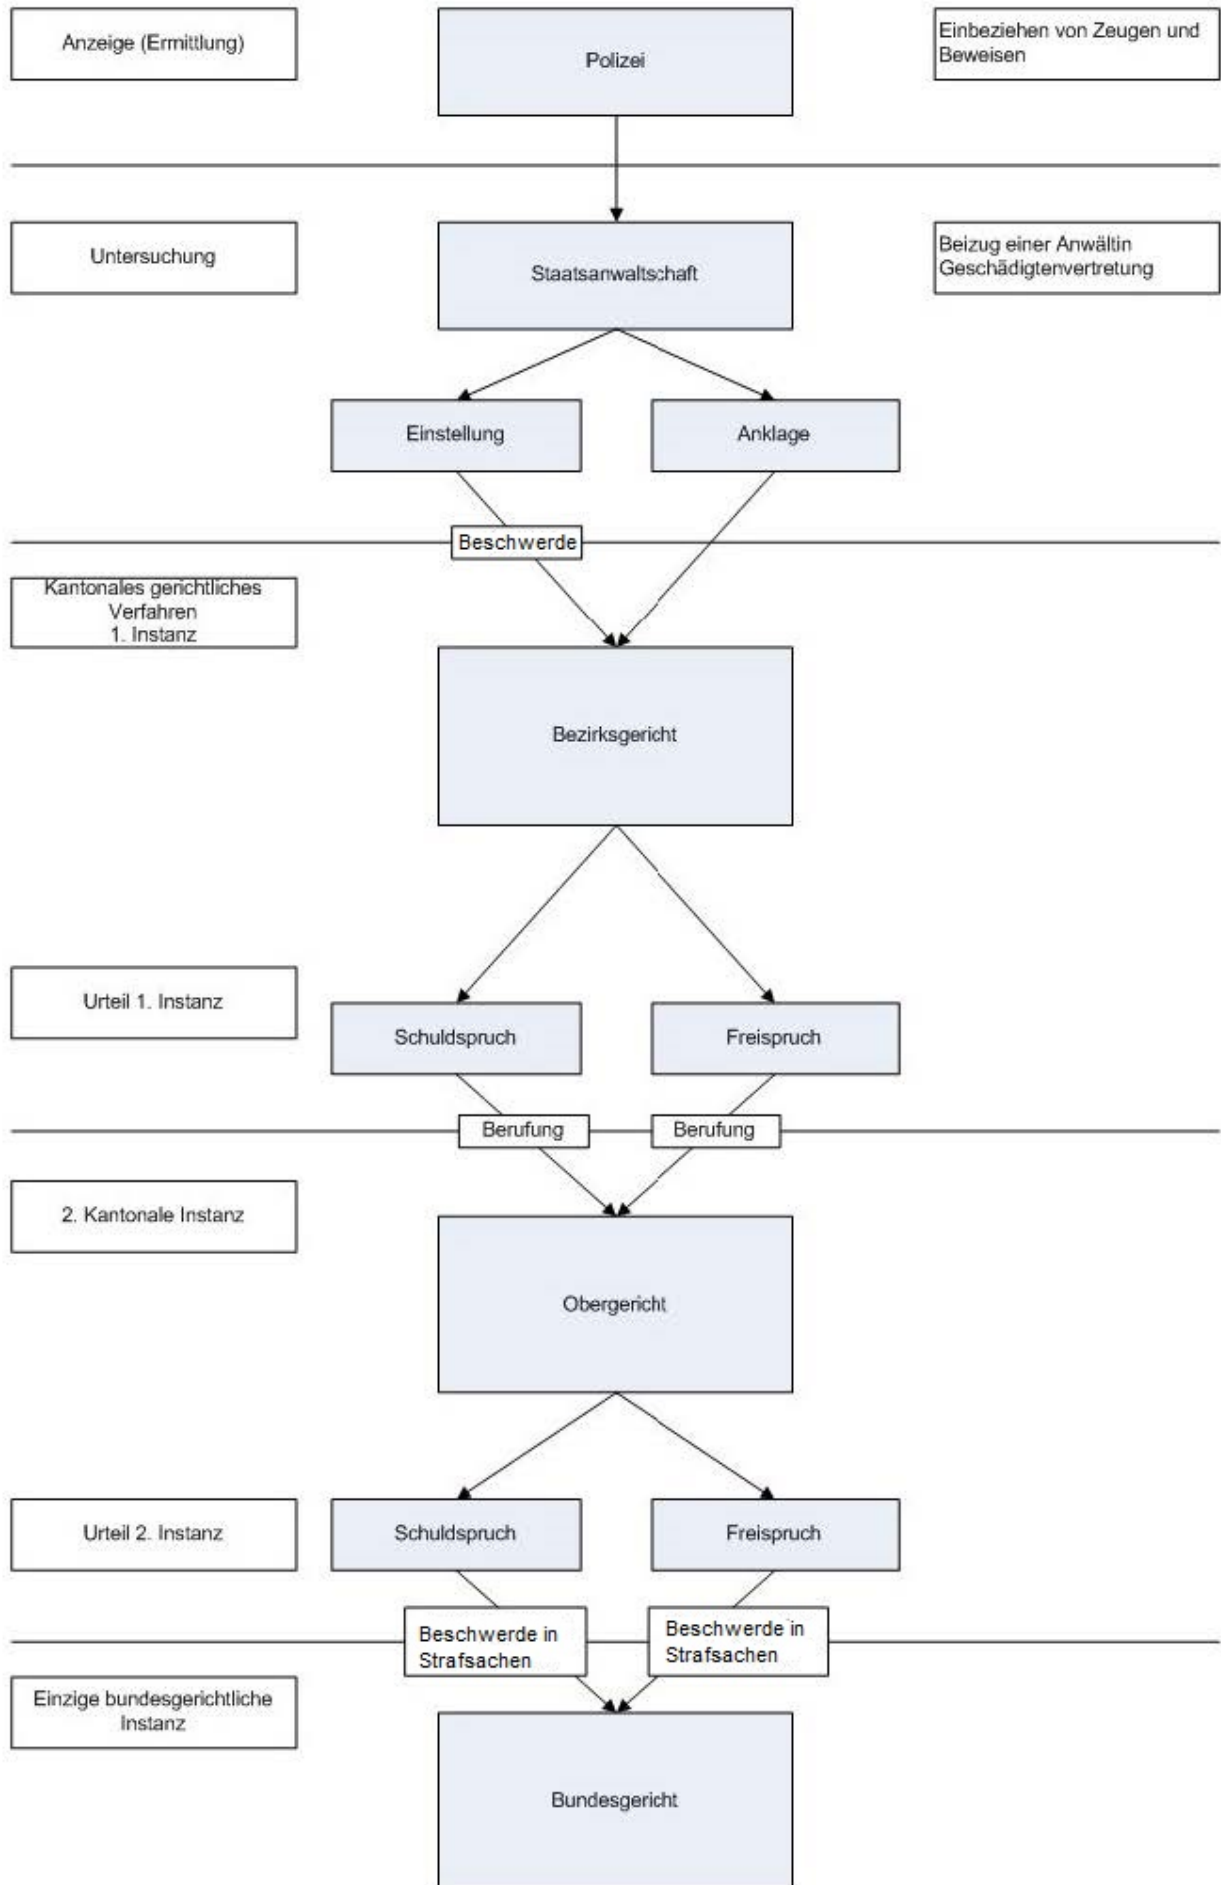 Anzeige (Ermittlung)
Polizei
Einbeziehen von Zeugen und
Beweisen
Untersuchung
Staatsanwaltschaft
Beizug einer Anwältin
Geschädigtenvertretung
Einstellung
Anklage
Beschwerde
Kantonales gerichtliches
Verfahren
1. Instanz
Bezirksgericht
Urteil 1. Instanz
Schuldspruch
Freispruch
Berufung
Berufung
2. Kantonale Instanz
Obergericht
Urteil 2. Instanz
Schuldspruch
Freispruch
Beschwerde in
Strafsachen
Beschwerde in
Strafsachen
Einzige bundesgerichtliche
Instanz
Bundesgericht